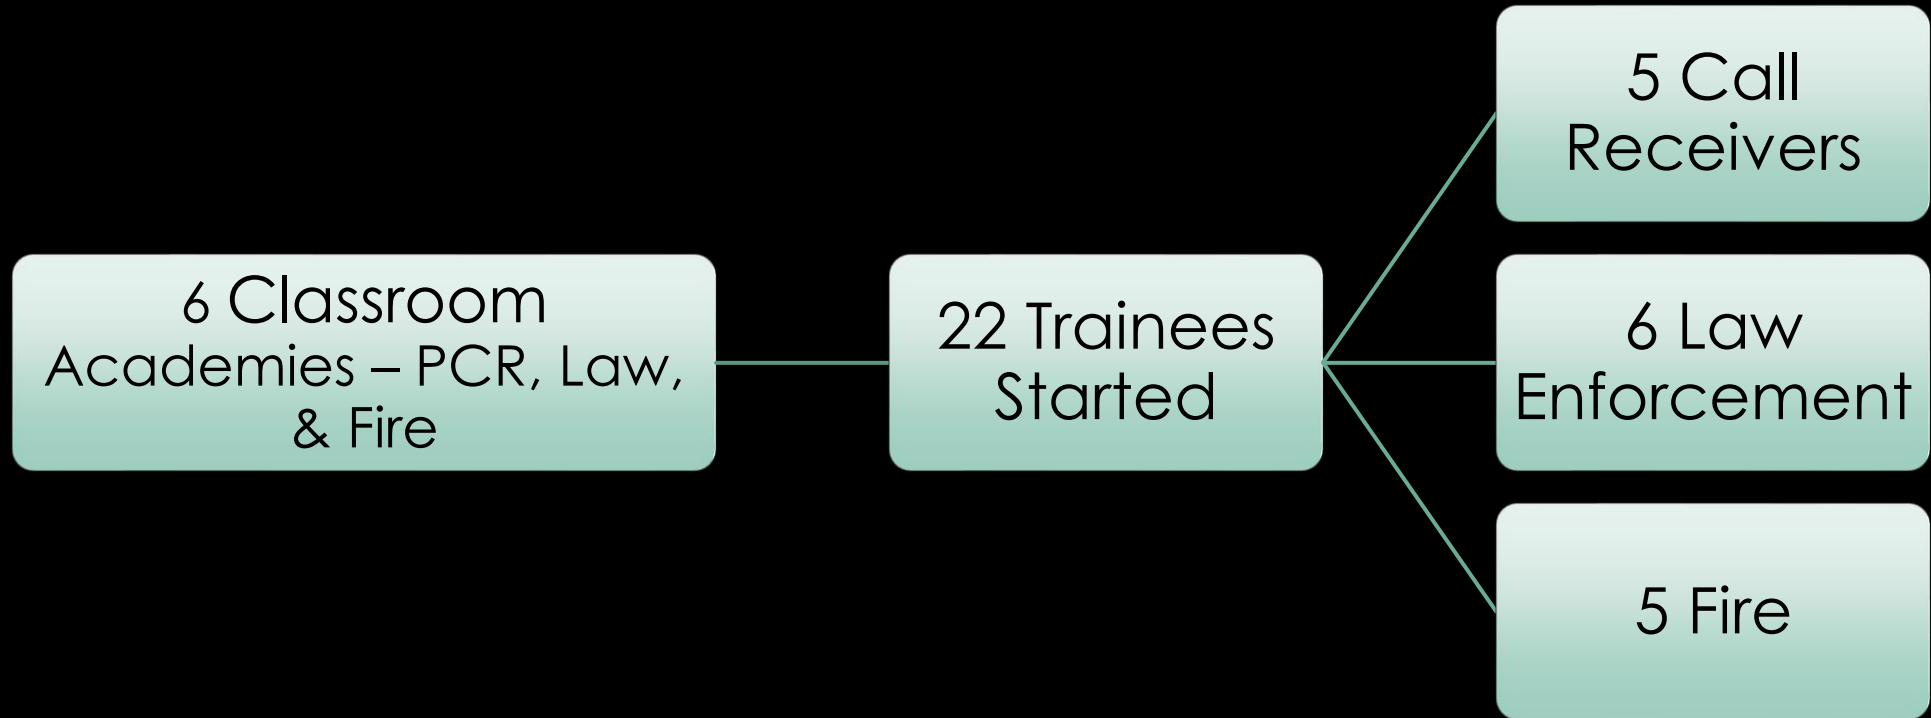 6 Classroom
Academies – PCR, Law,
& Fire
22 Trainees
Started
5 Call
Receivers
6 Law
Enforcement
5 Fire